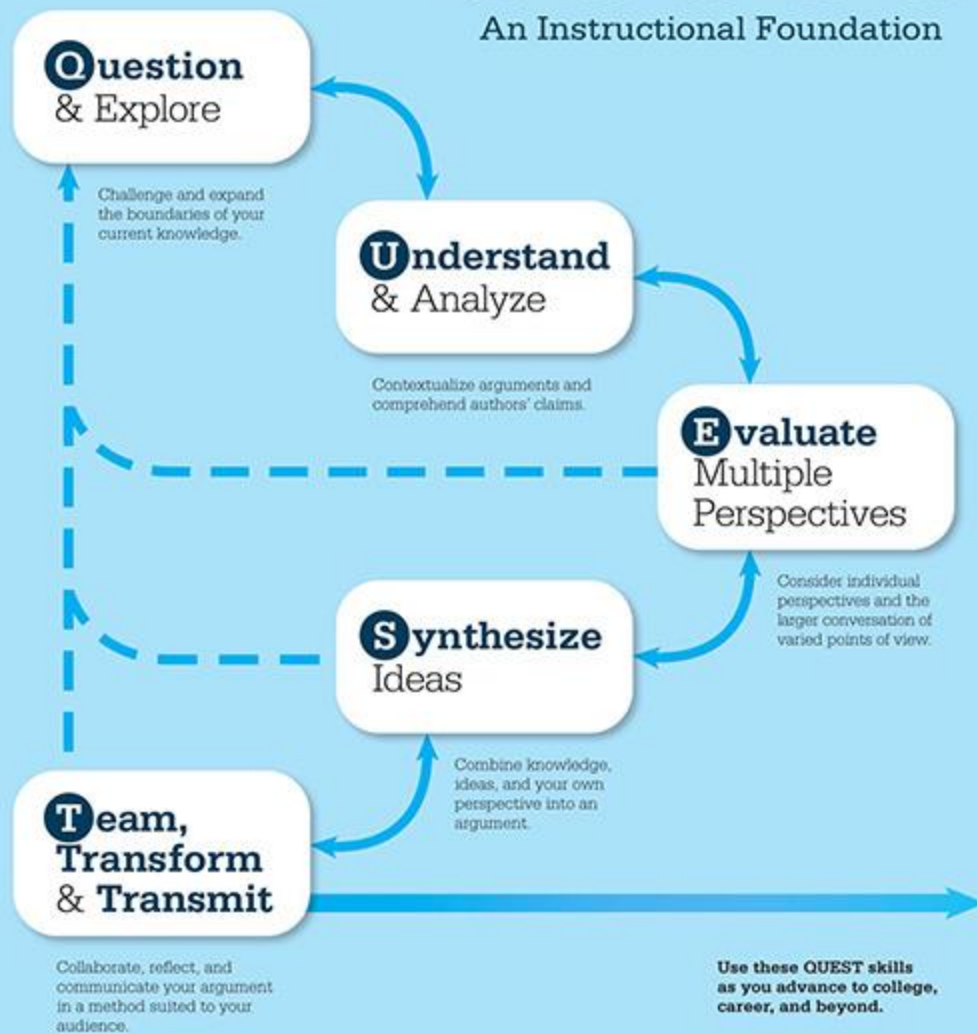 An Instructional Foundation
Question
& Explore
Challenge and expand
the boundaries of your
current knowledge.
Understand
& Analyze
Contextualize arguments and
comprehend authors' claims.
Evaluate
Multiple
Perspectives
Consider individual
perspectives and the
larger conversation of
varied points of view.
Synthesize
Ideas
Combine knowledge,
ideas, and your own
perspective into an
argument.
Team,
Transform
& Transmit
Collaborate, reflect, and
communicate your argument
in a method suited to your
audience.
Use these QUEST skills
as you advance to college,
career, and beyond.